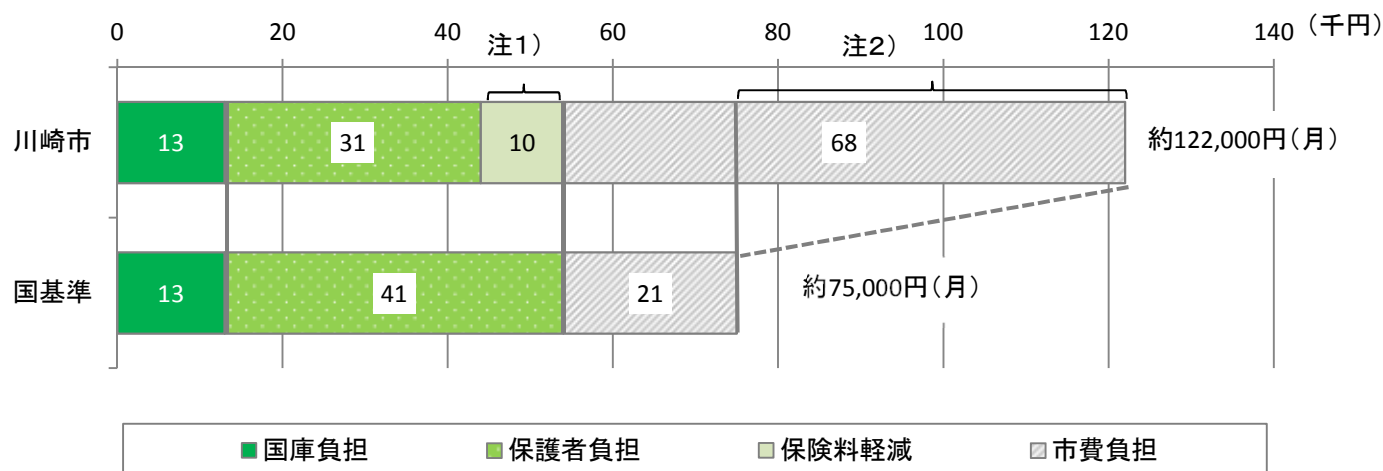 0 20 40 60 80 100 120 140 （千円）
注１） 注２）
川崎市 13 31 10 68 約122,000円（月）
国基準 13 41 21 約75,000円（月）
国庫負担 保護者負担 保険料軽減 市費負担